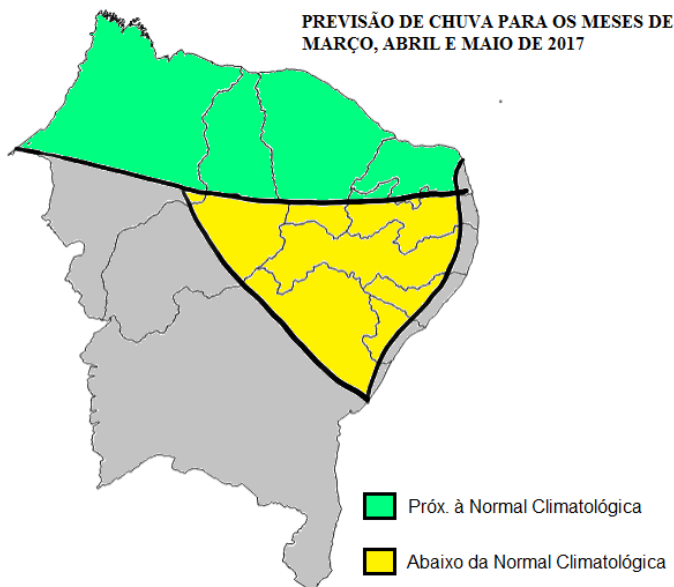 PREVISÃO DE CHUVA PARA OS MESES DE
MARÇO, ABRIL E MAIO DE 2017
Próx. à Normal Climatológica
Abaixo da Normal Climatológica